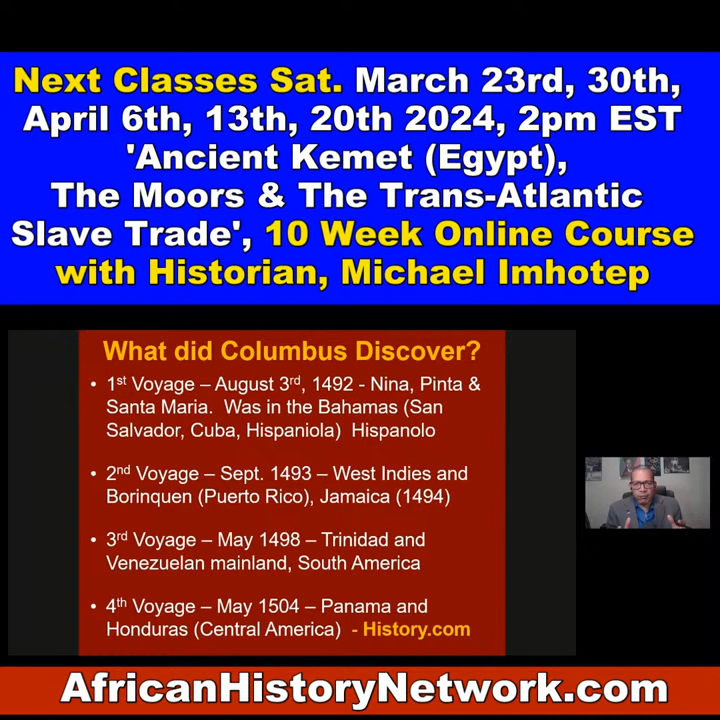 Next Classes Sat. March 23rd, 30th,
April 6th, 13th, 20th 2024, 2pm EST
'Ancient Kemet (Egypt),
The Moors & The Trans-Atlantic
Slave Trade', 10 Week Online Course
with Historian, Michael Imhotep
What did Columbus Discover?
• 1st Voyage – August 3rd, 1492 - Nina, Pinta &
Santa Maria. Was in the Bahamas (San
Salvador, Cuba, Hispaniola) Hispanolo
• 2nd Voyage – Sept. 1493 – West Indies and
Borinquen (Puerto Rico), Jamaica (1494)
• 3rd Voyage – May 1498 – Trinidad and
Venezuelan mainland, South America
• 4th Voyage – May 1504 – Panama and
Honduras (Central America) - History.com
AfricanHistoryNetwork.com